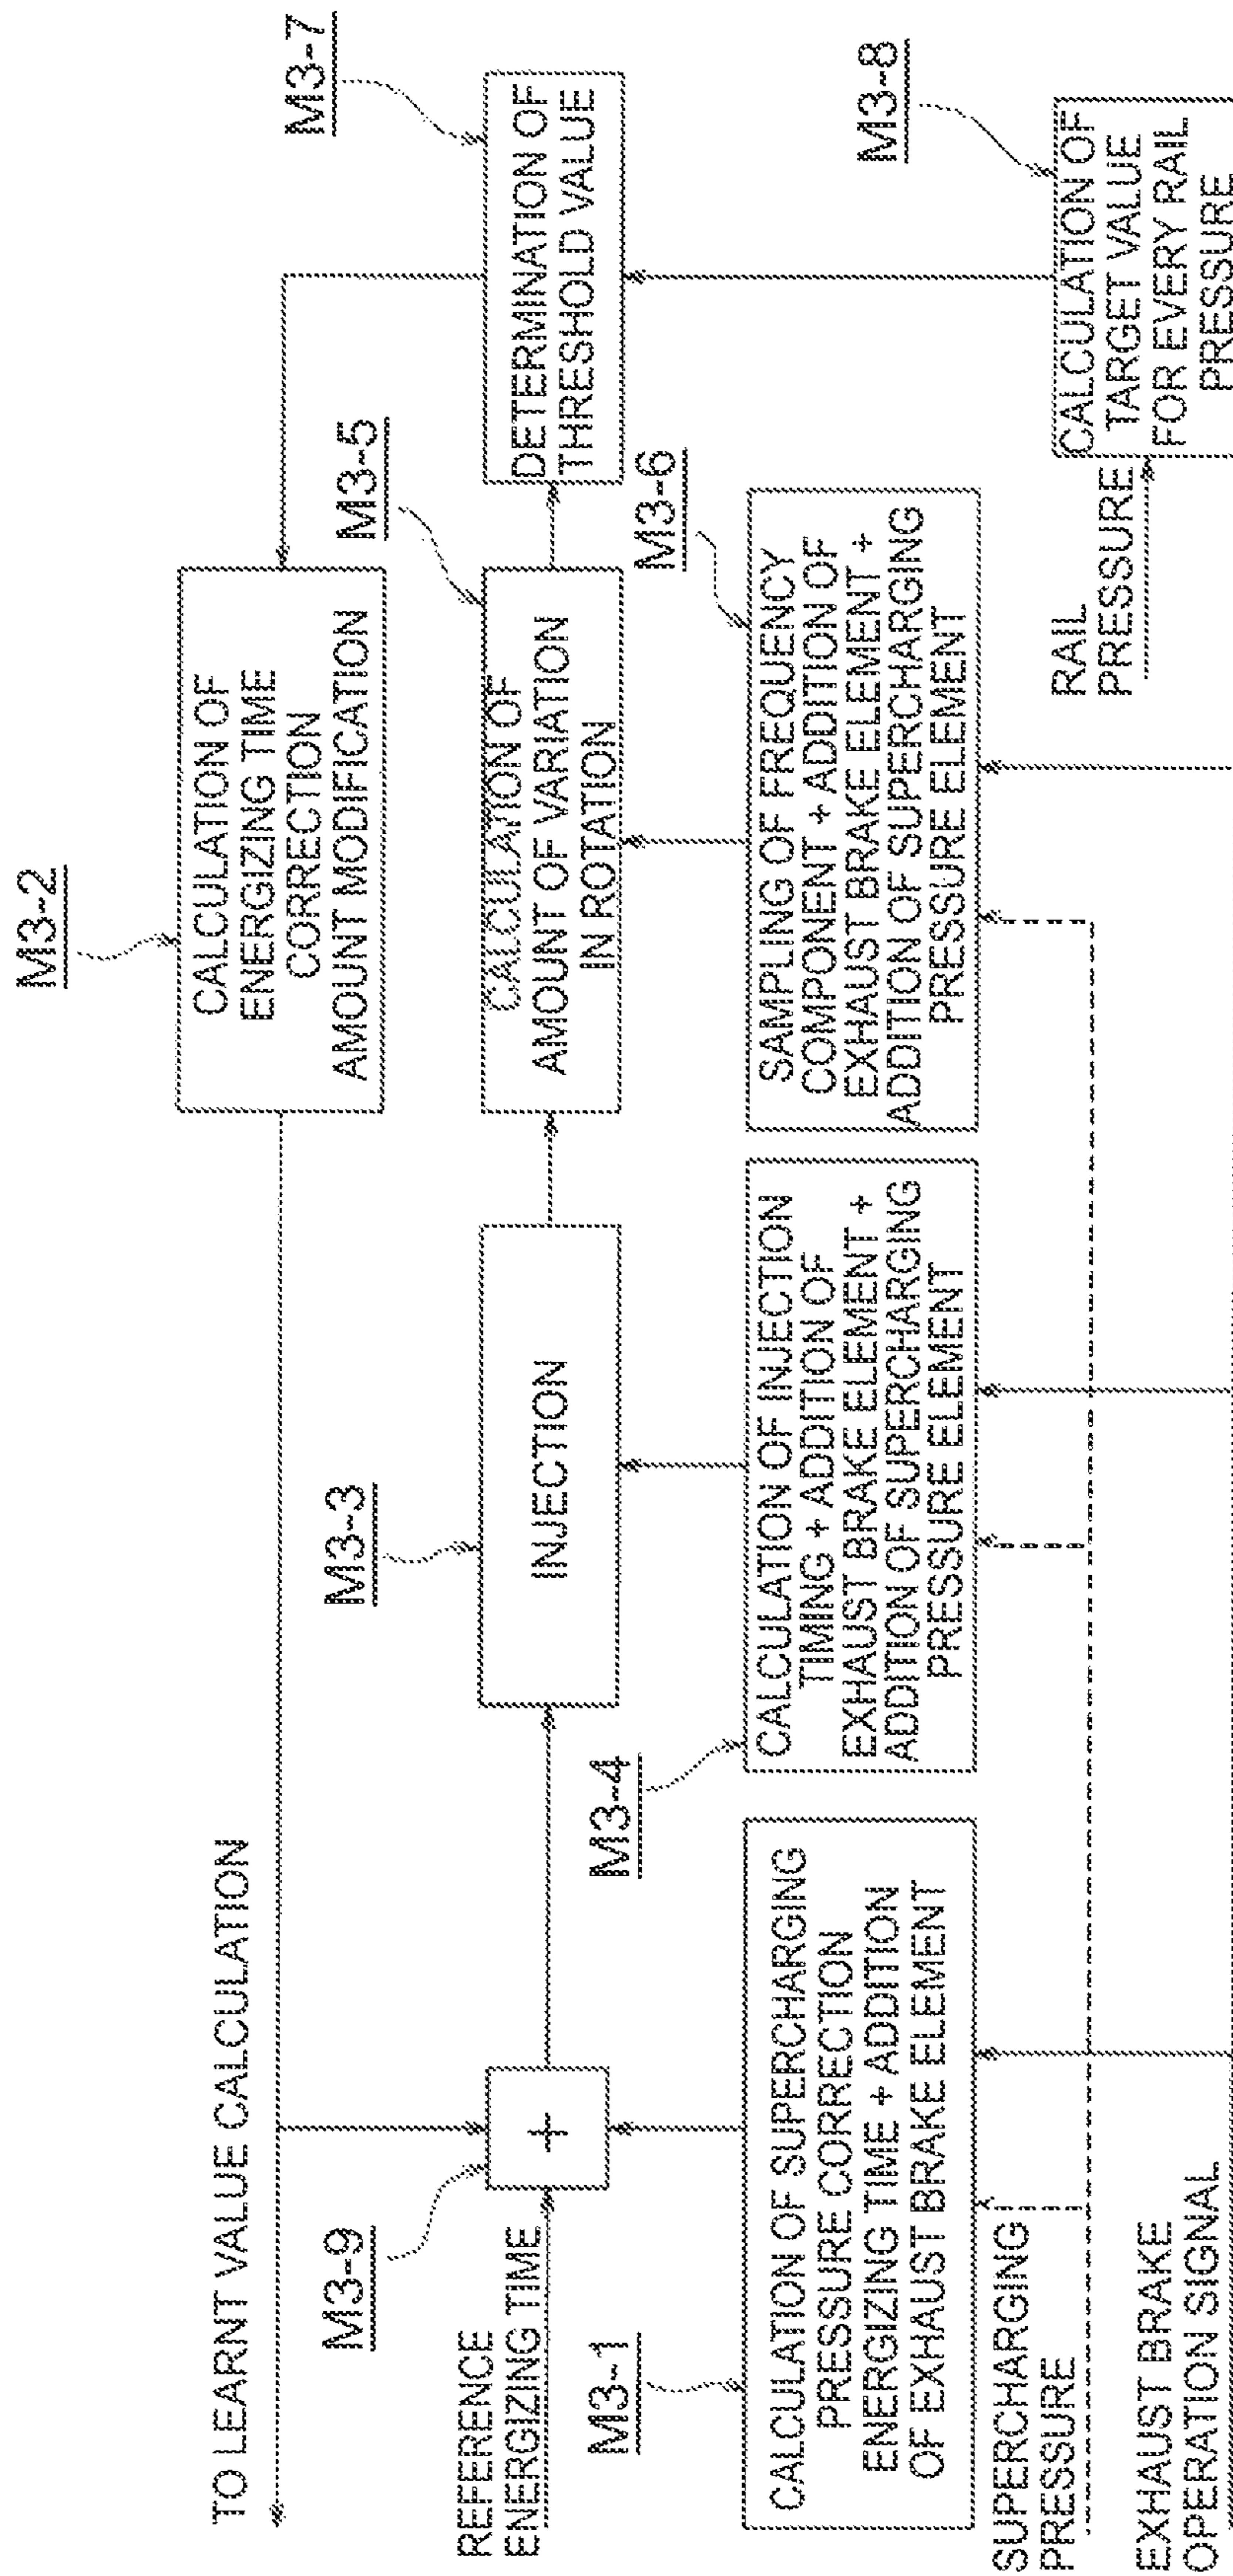 TO LEARNT VALUE CALCULATION
M3-2
CALCULATION OF
ENERGIZING TIME
CORRECTION
AMOUNT MODIFICATION
M3-9
REFERENCE
ENERGIZING TIME
+
M3-3
INJECTION
M3-5
CALCULATION OF
AMOUNT OF VARIATION
IN ROTATION
M3-7
DETERMINATION OF
THRESHOLD VALUE
M3-1
CALCULATION OF SUPERCHARGING
PRESSURE CORRECTION
ENERGIZING TIME + ADDITION
OF EXHAUST BRAKE ELEMENT
M3-4
CALCULATION OF INJECTION
TIMING + ADDITION OF
EXHAUST BRAKE ELEMENT +
ADDITION OF SUPERCHARGING
PRESSURE ELEMENT
M3-6
SAMPLING OF FREQUENCY
COMPONENT + ADDITION OF
EXHAUST BRAKE ELEMENT +
ADDITION OF SUPERCHARGING
PRESSURE ELEMENT
M3-8
CALCULATION OF
TARGET VALUE
FOR EVERY RAIL
PRESSURE
RAIL
PRESSURE
SUPERCHARGING
PRESSURE
EXHAUST BRAKE
OPERATION SIGNAL